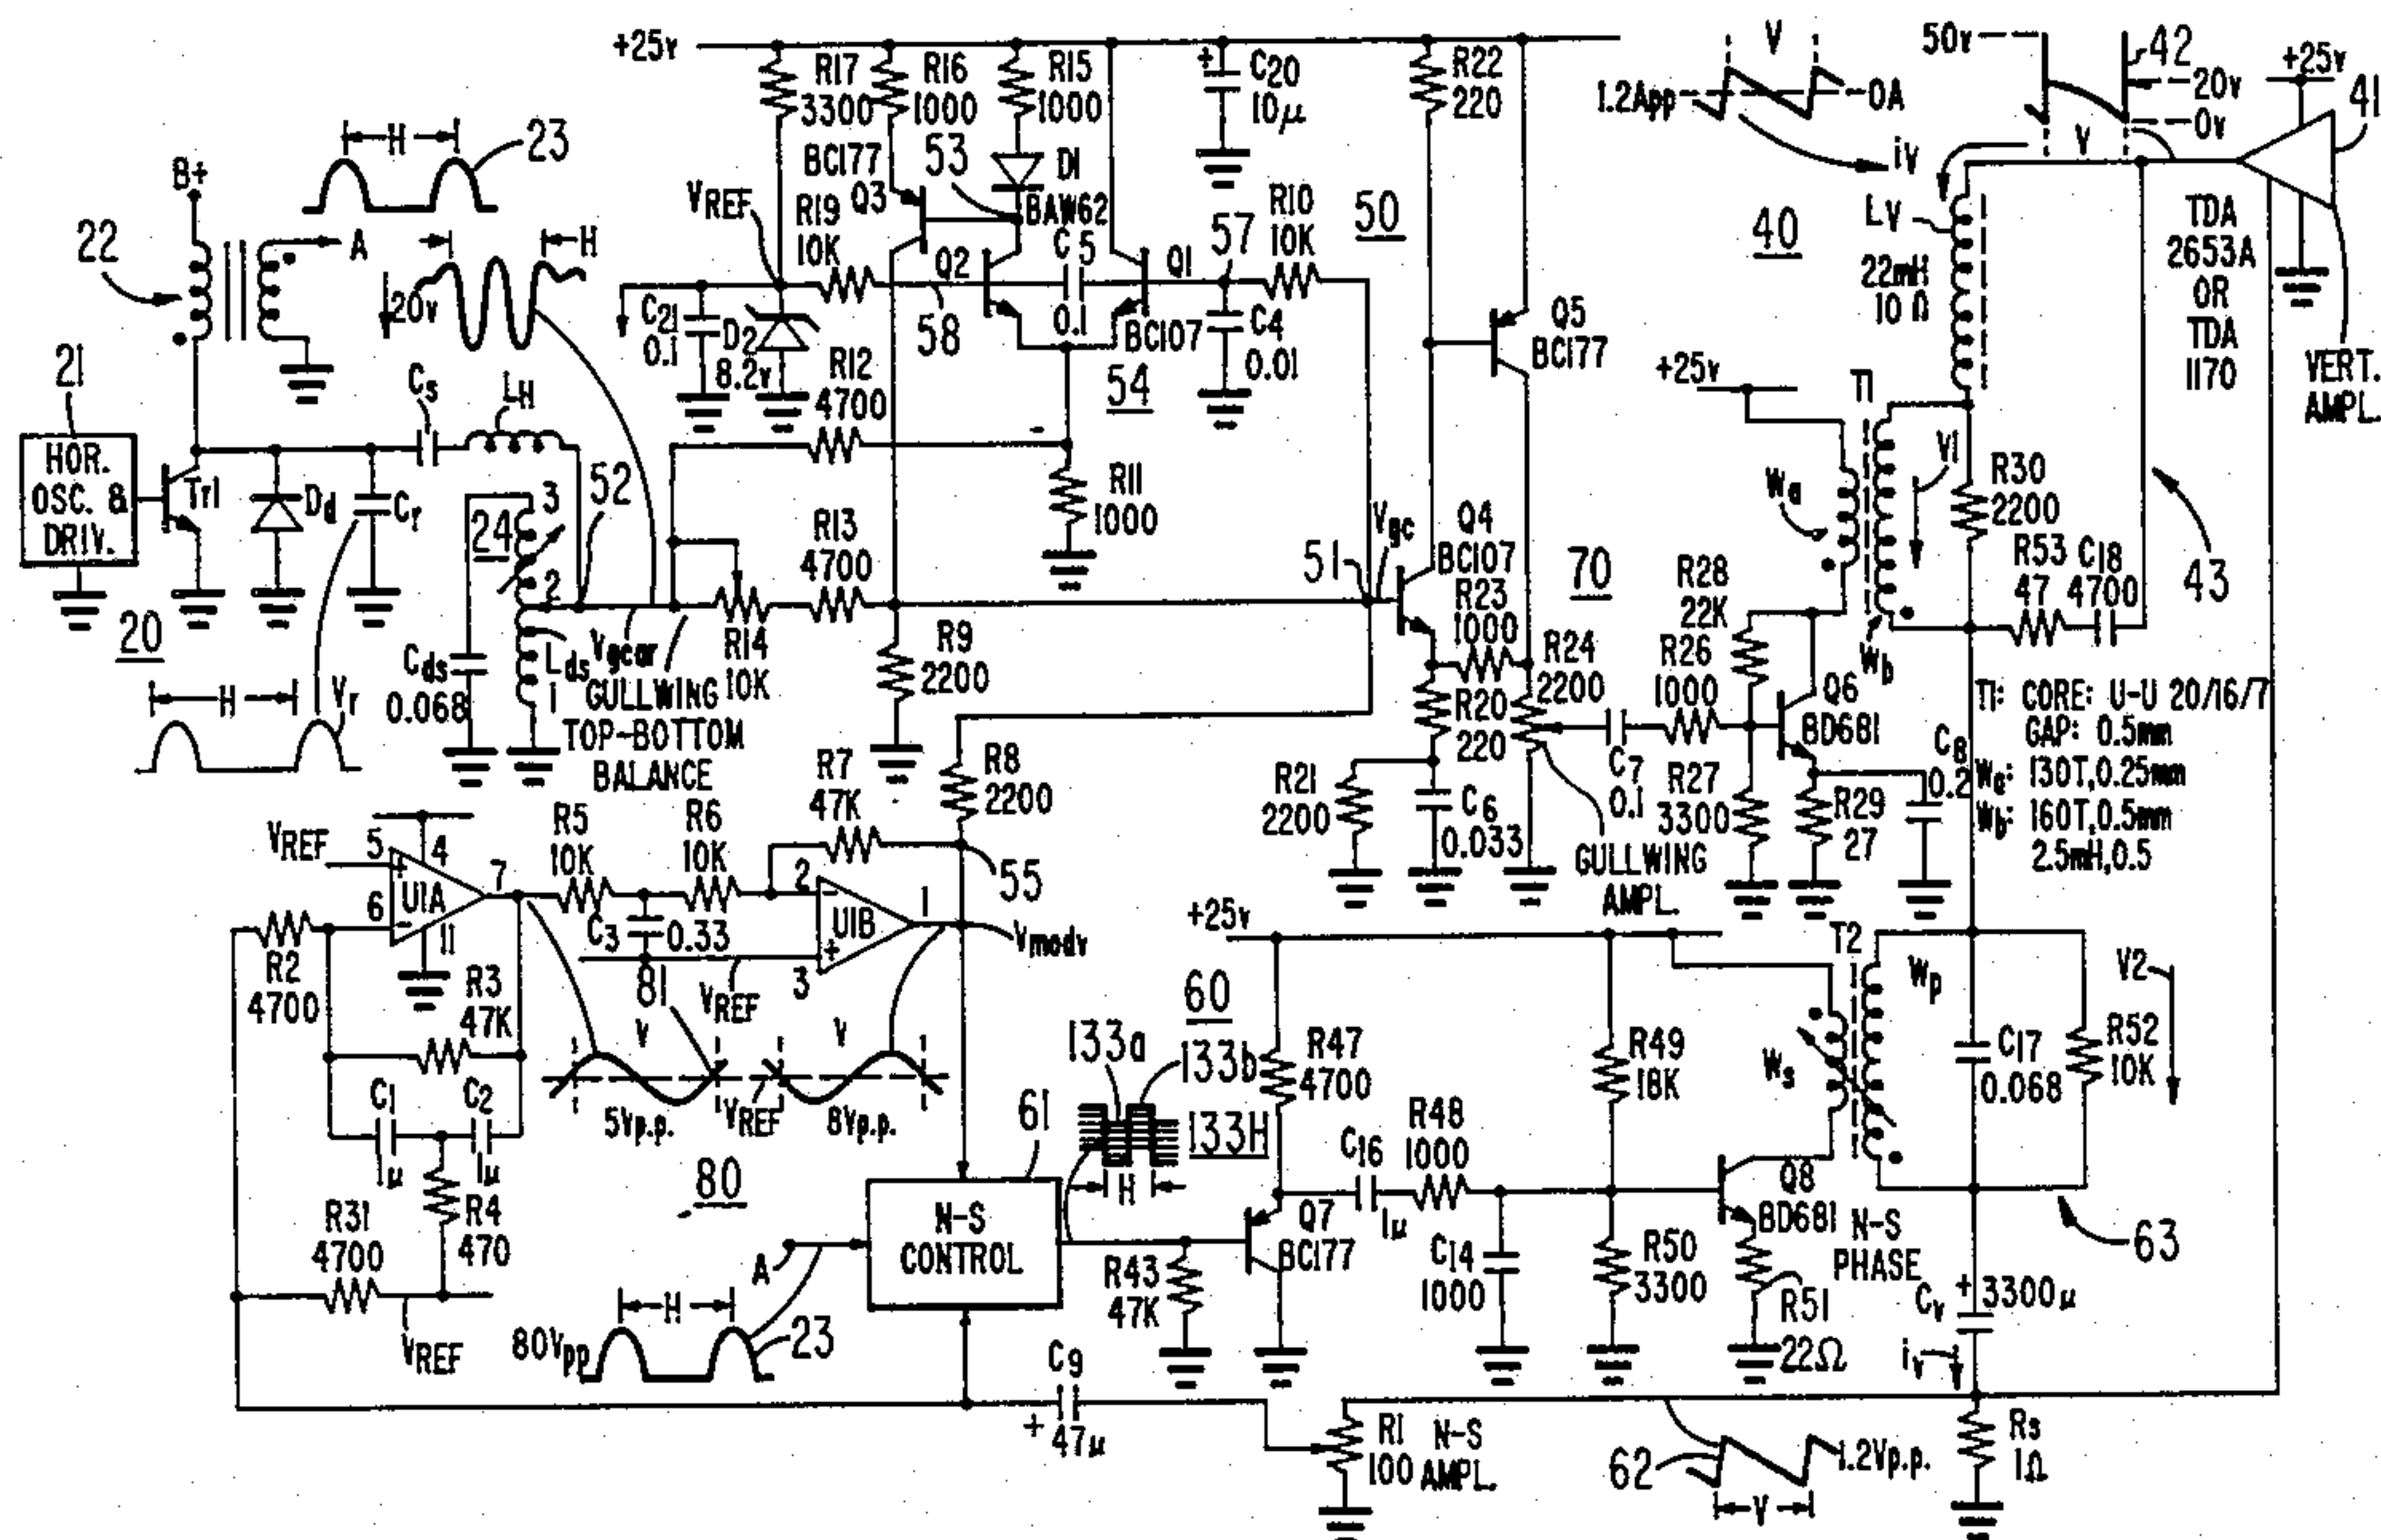 +25v
R17
3300
R16
1000
R15
1000
C20
10µ
R22
220
1.2App
V
0A
50v
42
20v
0v
V
+25v
41
iv
H
23
B+
22
A
H
20v
BC177
Q3
53
D1
BAW62
VREF
R19
10K
Q2
C5
0.1
Q1
BC107
57
R10
10K
50
40
Lv
22mH
10Ω
TDA
2653A
OR
TDA
1170
VERT.
AMPL.
C21
0.1
D2
8.2v
58
R12
4700
54
C4
0.01
Q5
BC177
+25v
T1
21
HOR.
OSC. &
DRIV.
Tr1
Dd
Cs
LH
Cr
24
3
2
1
52
R13
4700
R11
1000
51
Vgc
Q4
BC107
R23
1000
70
Wa
V1
R30
2200
R53
47
C18
4700
43
R28
22K
Wb
20
H
Vr
Cds
0.068
Lds
Vgcor
GULLWING
TOP-BOTTOM
BALANCE
R14
10K
R9
2200
R20
220
R24
2200
R26
1000
Q6
BD681
T1: CORE: U-U 20/16/7
GAP: 0.5mm
Wa: 130T,0.25mm
Wb: 160T,0.5mm
2.5mH,0.5
C8
0.2
R7
47K
R8
2200
R21
2200
C6
0.033
C7
0.1
R27
3300
R29
27
GULLWING
AMPL.
VREF
5
+
4
U1A
7
6
-
11
R5
10K
R6
10K
2
-
U1B
1
+
3
55
Vmodv
C3
0.33
81
VREF
R2
4700
R3
47K
C1
1µ
C2
1µ
V
5Vp.p.
VREF
V
8Vp.p.
+25v
60
133a
133b
133H
H
61
R47
4700
R49
18K
T2
Ws
Wp
V2
C17
0.068
R52
10K
80
R31
4700
R4
470
VREF
A
N-S
CONTROL
R43
47K
Q7
BC177
C16
1µ
R48
1000
C14
1000
R50
3300
Q8
BD681
N-S
PHASE
R51
22Ω
63
+
Cv
3300µ
iv
80Vpp
H
23
C9
+
47µ
R1
100
N-S
AMPL.
62
1.2Vp.p.
V
Rs
1Ω